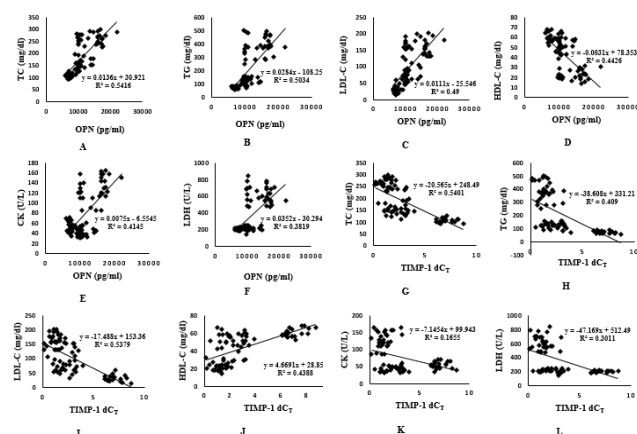 TC (mg/dl)
350
300
250
200
150
100
50
0
y = 0.0136x + 30.921
R² = 0.5416
0 10000 20000 30000
OPN (pg/ml)
A
TG (mg/dl)
600
500
400
300
200
100
0
y = 0.0284x - 108.25
R² = 0.5034
0 10000 20000 30000
OPN (pg/ml)
B
LDL-C (mg/dl)
250
200
150
100
50
0
y = 0.0111x - 25.546
R² = 0.49
0 10000 20000 30000
OPN (pg/ml)
C
HDL-C (mg/dl)
80
70
60
50
40
30
20
10
0
y = -0.0031x + 78.353
R² = 0.4426
0 10000 20000 30000
OPN (pg/ml)
D
CK (U/L)
180
160
140
120
100
80
60
40
20
0
y = 0.0075x - 6.5545
R² = 0.4145
0 10000 20000 30000
OPN (pg/ml)
E
LDH (U/L)
1000
800
600
400
200
0
y = 0.0352x - 30.294
R² = 0.3819
0 10000 20000 30000
OPN (pg/ml)
F
TC (mg/dl)
350
300
250
200
150
100
50
0
y = -20.565x + 248.49
R² = 0.5401
0 5 10
TIMP-1 dCT
G
TG (mg/dl)
600
500
400
300
200
100
0
-100
y = -38.608x + 331.21
R² = 0.409
0 5 10
TIMP-1 dCT
H
LDL-C (mg/dl)
250
200
150
100
50
0
y = -17.488x + 153.36
R² = 0.5379
0 5 10
TIMP-1 dCT
I
HDL-C (mg/dl)
80
60
40
20
0
y = 4.6691x + 28.85
R² = 0.4388
0 2 4 6 8
TIMP-1 dCT
J
CK (U/L)
200
150
100
50
0
y = -7.1454x + 99.943
R² = 0.1655
0 5 10
TIMP-1 dCT
K
LDH (U/L)
1000
900
800
700
600
500
400
300
200
100
0
y = -47.169x + 512.49
R² = 0.3011
0 5 10
TIMP-1 dCT
L